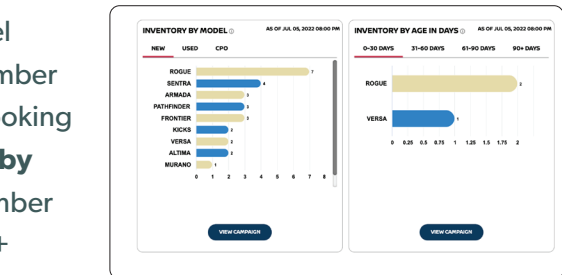 el
mber
oking
by
mber
+
INVENTORY BY MODEL AS OF JUL 05, 2022 08:00 PM
NEW USED CPO
ROGUE 7
SENTRA 4
ARMADA 3
PATHFINDER 3
FRONTIER 3
KICKS 2
VERSA 2
ALTIMA 2
MURANO 1
0 1 2 3 4 5 6 7 8
VIEW CAMPAIGN
INVENTORY BY AGE IN DAYS AS OF JUL 05, 2022 08:00 PM
0-30 DAYS 31-60 DAYS 61-90 DAYS 90+ DAYS
ROGUE 2
VERSA 1
0 0.25 0.5 0.75 1 1.25 1.5 1.75 2
VIEW CAMPAIGN